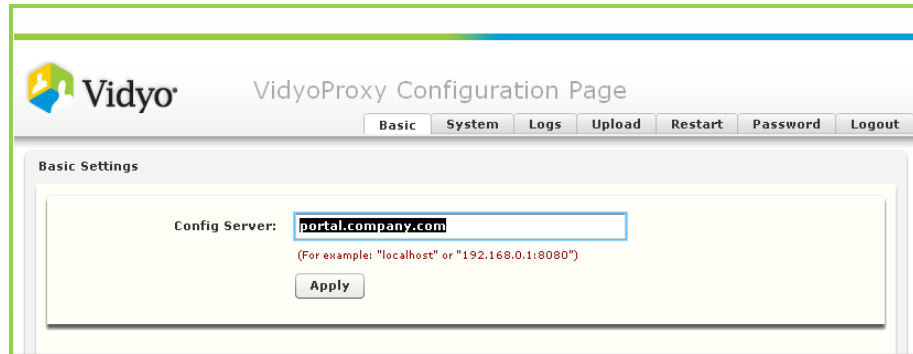 Vidyo VidyoProxy Configuration Page
Basic System Logs Upload Restart Password Logout
Basic Settings
Config Server: portal.company.com
(For example: "localhost" or "192.168.0.1:8080")
Apply